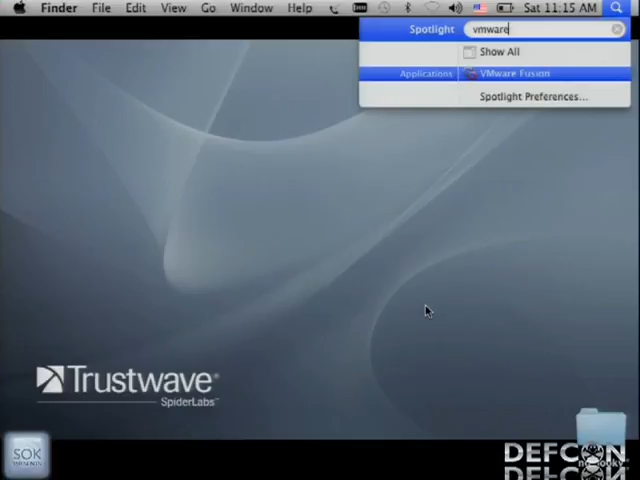 Finder File Edit View Go Window Help Sat 11:15 AM
Spotlight vmware
Show All
Applications VMware Fusion
Spotlight Preferences...
Trustwave®
SpiderLabs
SOK
DEFCON